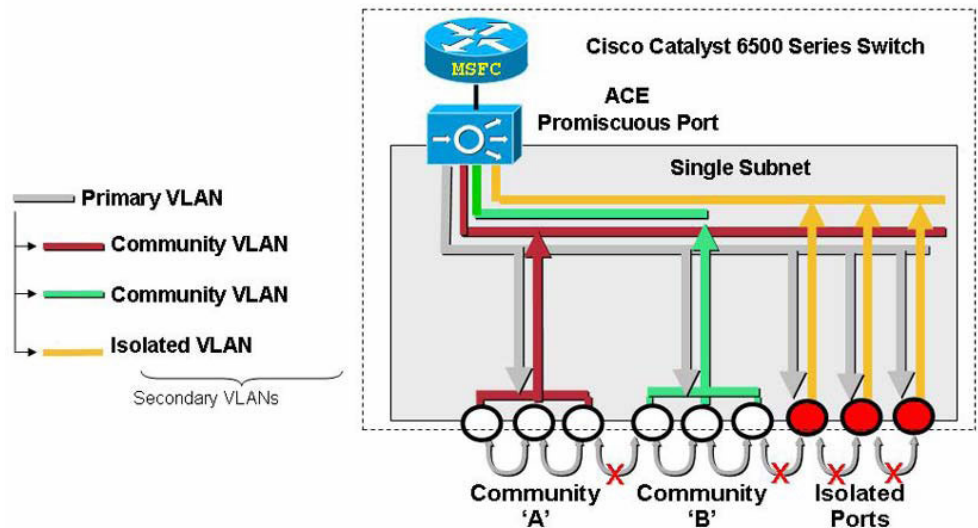 MSFC
Cisco Catalyst 6500 Series Switch
ACE
Promiscuous Port
Single Subnet
Primary VLAN
Community VLAN
Community VLAN
Isolated VLAN
Secondary VLANs
X
X
X
X
Community
'A'
Community
'B'
Isolated
Ports